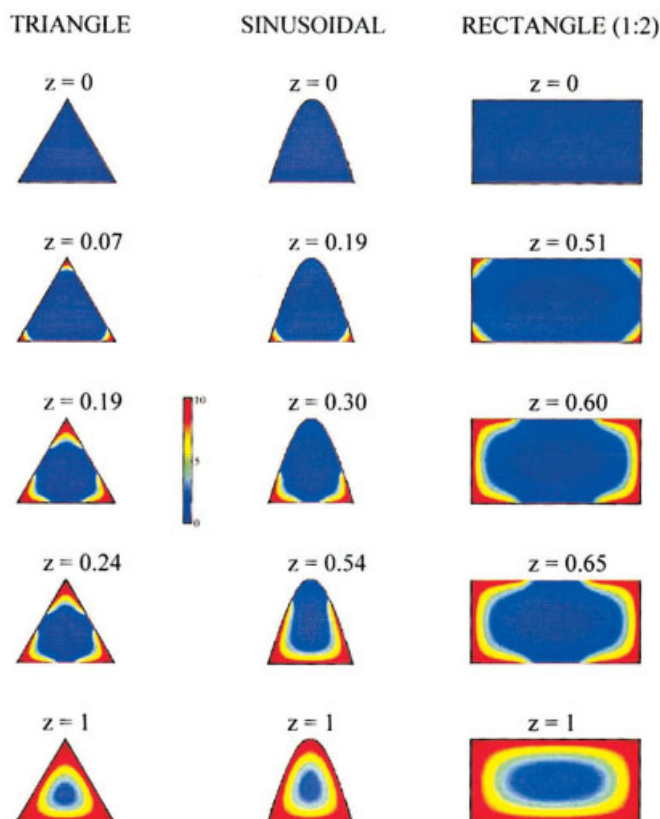 TRIANGLE SINUSOIDAL RECTANGLE (1:2)
z = 0 z = 0 z = 0
z = 0.07 z = 0.19 z = 0.51
z = 0.19 z = 0.30 z = 0.60
10
5
0
z = 0.24 z = 0.54 z = 0.65
z = 1 z = 1 z = 1